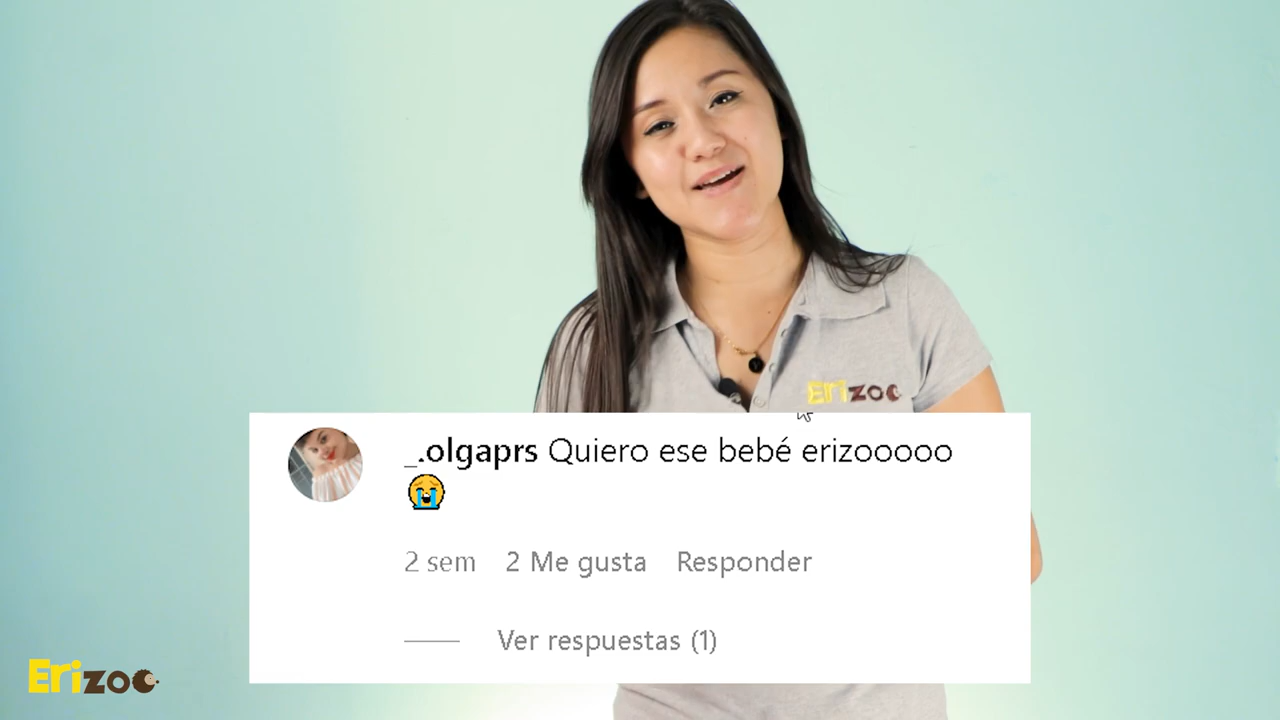 Erizoo
_.olgaprs Quiero ese bebé erizooooo
😭
2 sem 2 Me gusta Responder
Ver respuestas (1)
Erizoo